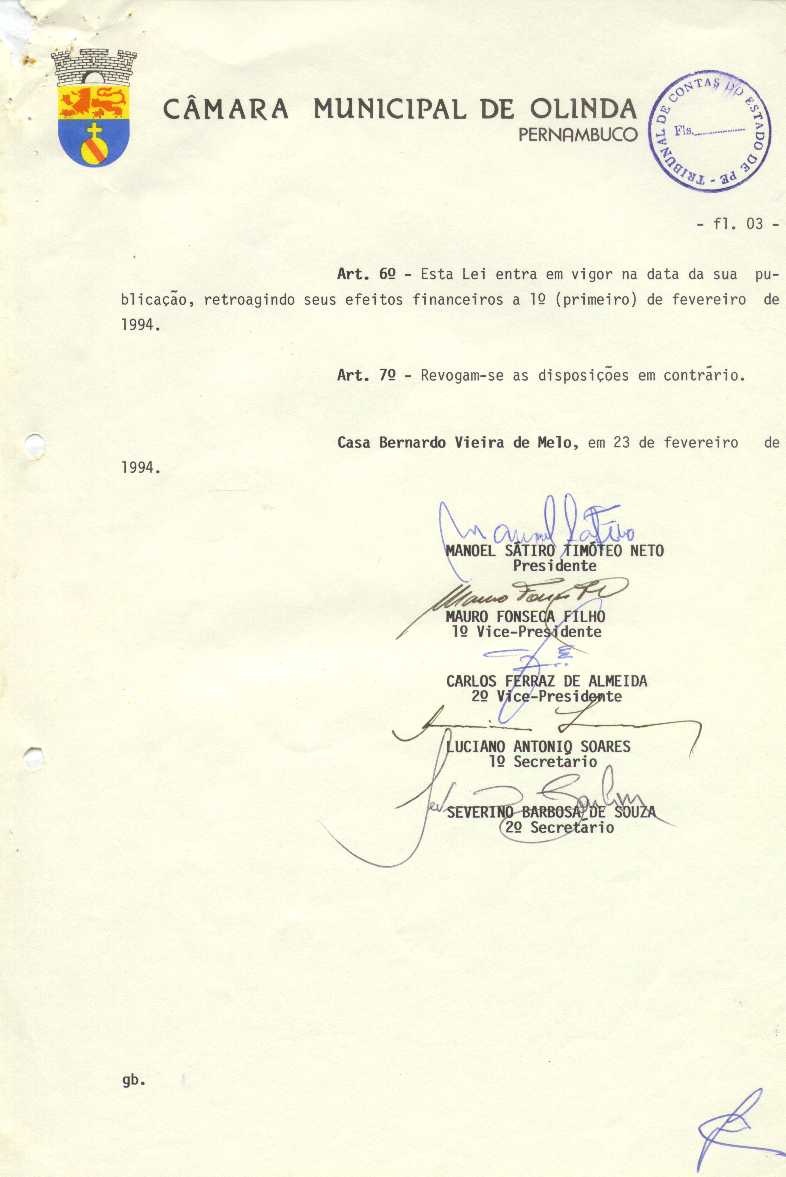 CÂMARA MUNICIPAL DE OLINDA
PERNAMBUCO
TRIBUNAL DE CONTAS DO ESTADO DE PE -
Fls.
- fl. 03 -
Art. 6º - Esta Lei entra em vigor na data da sua pu-
blicação, retroagindo seus efeitos financeiros a 1º (primeiro) de fevereiro de
1994.
Art. 7º - Revogam-se as disposições em contrário.
Casa Bernardo Vieira de Melo, em 23 de fevereiro de
1994.
Manoel Sátiro
MANOEL SÁTIRO TIMÓTEO NETO
Presidente
MAURO FONSECA FILHO
1º Vice-Presidente
CARLOS FERRAZ DE ALMEIDA
2º Vice-Presidente
LUCIANO ANTONIO SOARES
1º Secretário
SEVERINO BARBOSA DE SOUZA
2º Secretário
gb.